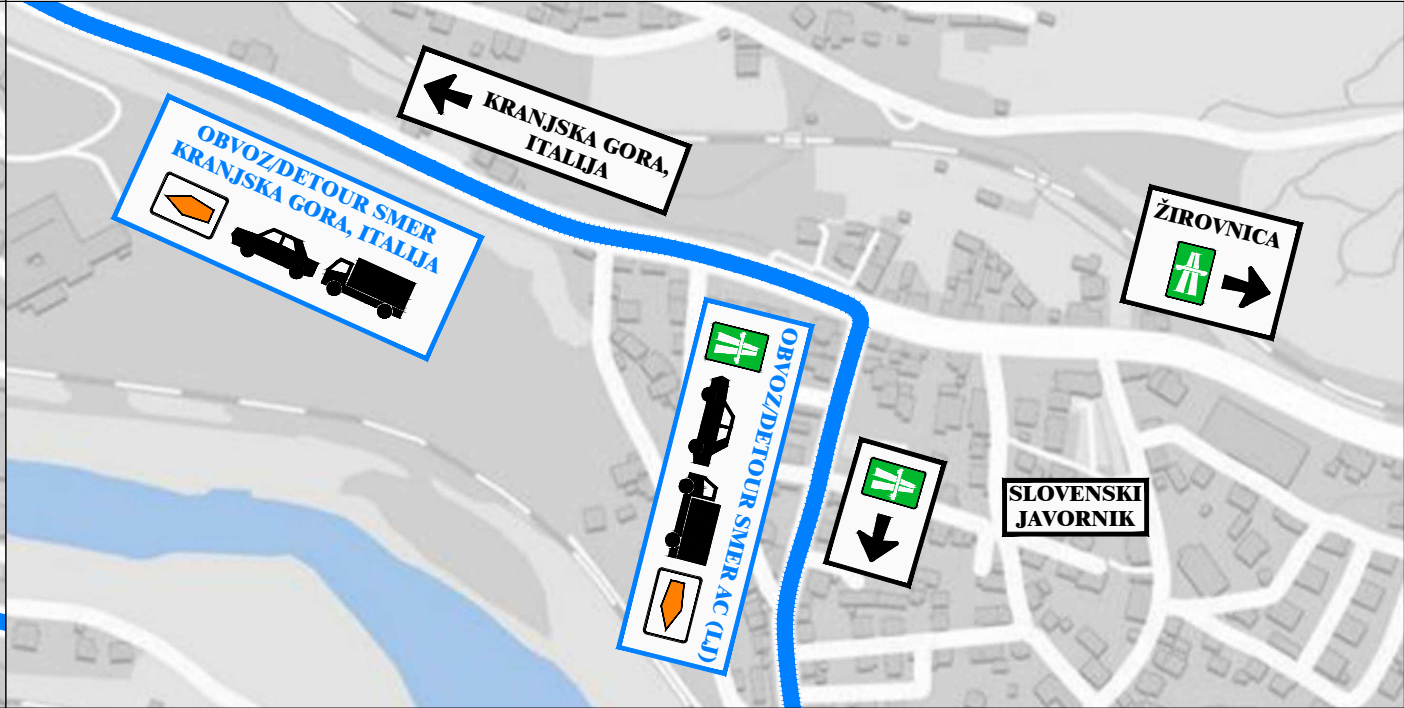 KRANJSKA GORA,
ITALIJA
OBVOZ/DETOUR SMER
KRANJSKA GORA, ITALIJA
ŽIROVNICA
OBVOZ/DETOUR SMER AC (LJ)
SLOVENSKI
JAVORNIK